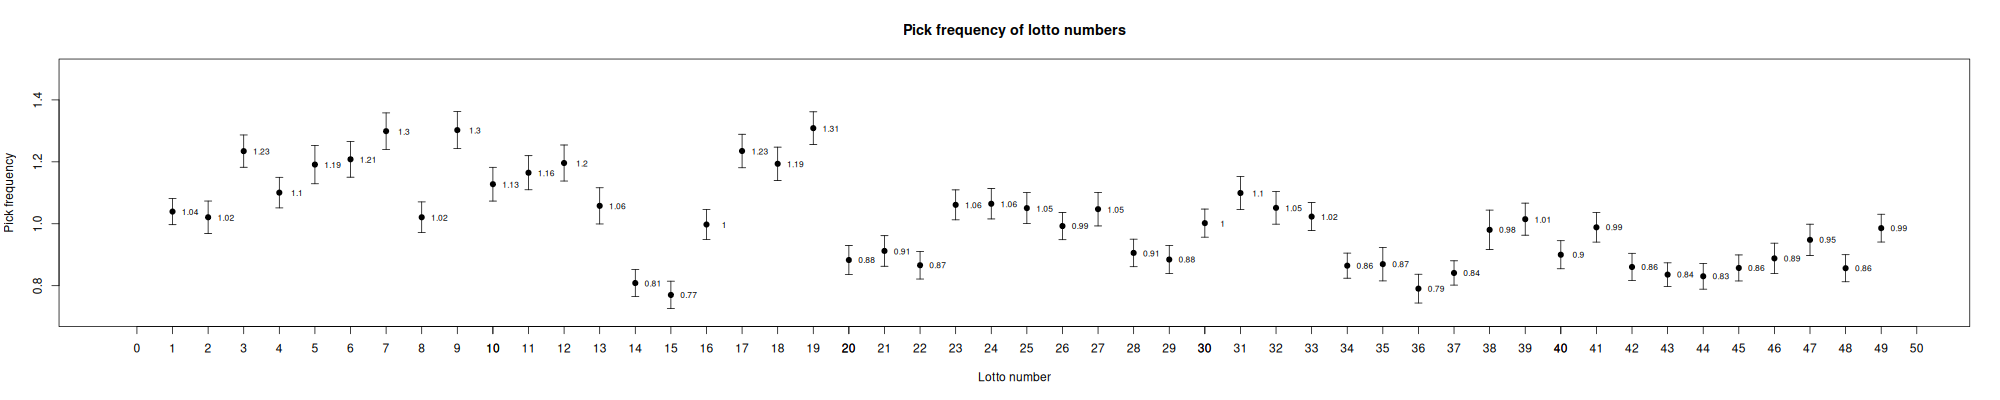 Pick frequency of lotto numbers
Pick frequency
1.4
1.2
1.0
0.8
1.04 1.02 1.23 1.1 1.19 1.21 1.3 1.02 1.3 1.13 1.16 1.2 1.06 0.81 0.77 1 1.23 1.19 1.31 0.88 0.91 0.87 1.06 1.06 1.05 0.99 1.05 0.91 0.88 1 1.1 1.05 1.02 0.86 0.87 0.79 0.84 0.98 1.01 0.9 0.99 0.86 0.84 0.83 0.86 0.89 0.95 0.86 0.99
0 1 2 3 4 5 6 7 8 9 10 11 12 13 14 15 16 17 18 19 20 21 22 23 24 25 26 27 28 29 30 31 32 33 34 35 36 37 38 39 40 41 42 43 44 45 46 47 48 49 50
Lotto number